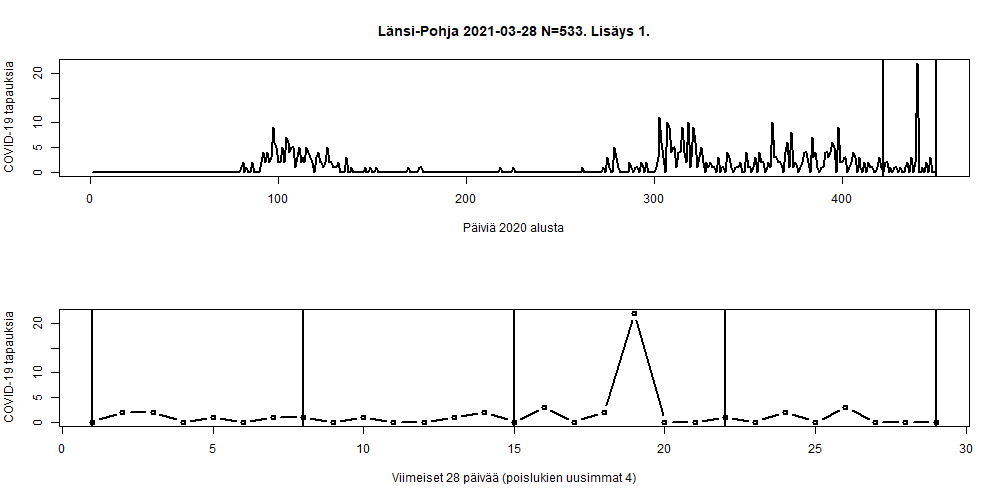 Länsi-Pohja 2021-03-28 N=533. Lisäys 1.
COVID-19 tapauksia
0 5 10 20
0 100 200 300 400
Päiviä 2020 alusta
COVID-19 tapauksia
0 5 10 20
0 5 10 15 20 25 30
Viimeiset 28 päivää (poislukien uusimmat 4)